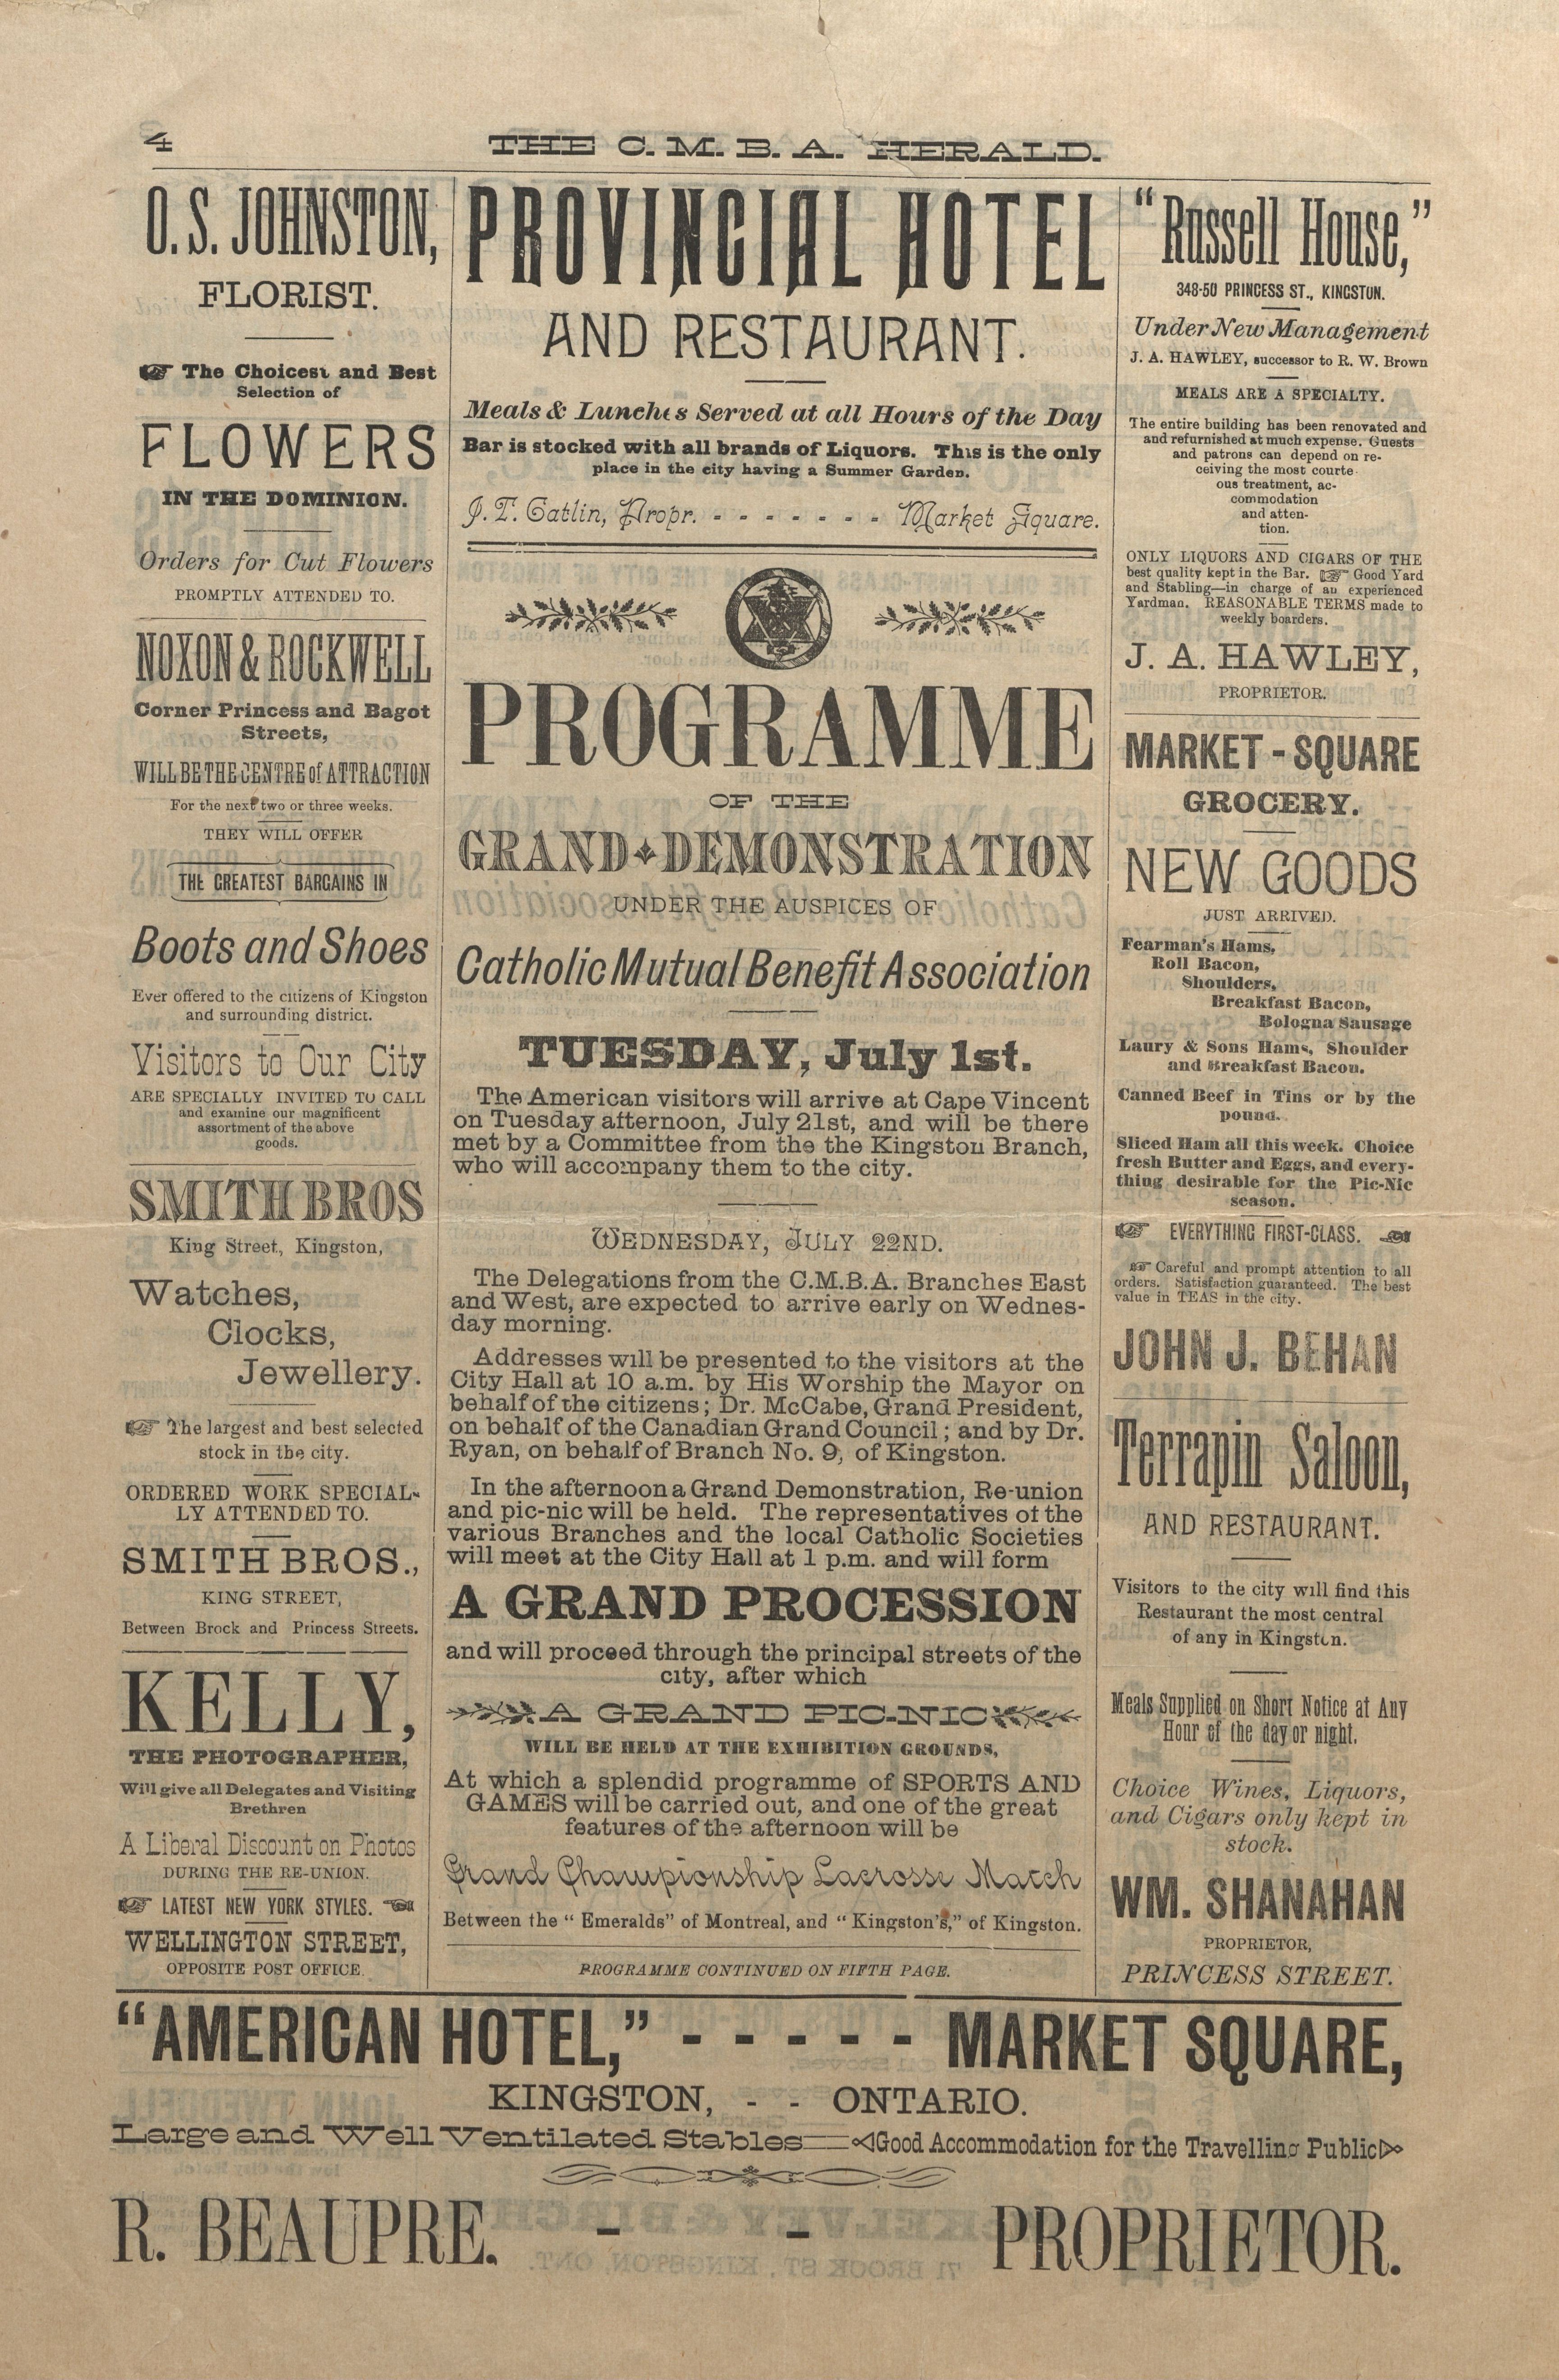 4
THE C. M. B. A. HERALD.
O. S. JOHNSTON,
FLORIST.
The Choicest and Best
Selection of
FLOWERS
IN THE DOMINION.
Orders for Cut Flowers
PROMPTLY ATTENDED TO.
NOXON & ROCKWELL
Corner Princess and Bagot
Streets,
WILL BE THE CENTRE of ATTRACTION
For the next two or three weeks.
THEY WILL OFFER
THE GREATEST BARGAINS IN
Boots and Shoes
Ever offered to the citizens of Kingston
and surrounding district.
Visitors to Our City
ARE SPECIALLY INVITED TO CALL
and examine our magnificent
assortment of the above
goods.
SMITH BROS
King Street, Kingston,
Watches,
Clocks,
Jewellery.
The largest and best selected
stock in the city.
ORDERED WORK SPECIAL-
LY ATTENDED TO.
SMITH BROS.,
KING STREET,
Between Brock and Princess Streets.
KELLY,
THE PHOTOGRAPHER,
Will give all Delegates and Visiting
Brethren
A Liberal Discount on Photos
DURING THE RE-UNION.
LATEST NEW YORK STYLES.
WELLINGTON STREET,
OPPOSITE POST OFFICE.
PROVINCIAL HOTEL
AND RESTAURANT.
Meals & Lunches Served at all Hours of the Day
Bar is stocked with all brands of Liquors. This is the only
place in the city having a Summer Garden.
J. T. Catlin, Propr. - - - - - - - Market Square.
PROGRAMME
OF THE
GRAND DEMONSTRATION
UNDER THE AUSPICES OF
Catholic Mutual Benefit Association
TUESDAY, July 1st.
The American visitors will arrive at Cape Vincent
on Tuesday afternoon, July 21st, and will be there
met by a Committee from the the Kingston Branch,
who will accompany them to the city.
WEDNESDAY, JULY 22ND.
The Delegations from the C.M.B.A. Branches East
and West, are expected to arrive early on Wednes-
day morning.
Addresses will be presented to the visitors at the
City Hall at 10 a.m. by His Worship the Mayor on
behalf of the citizens; Dr. McCabe, Grand President,
on behalf of the Canadian Grand Council; and by Dr.
Ryan, on behalf of Branch No. 9, of Kingston.
In the afternoon a Grand Demonstration, Re-union
and pic-nic will be held. The representatives of the
various Branches and the local Catholic Societies
will meet at the City Hall at 1 p.m. and will form
A GRAND PROCESSION
and will proceed through the principal streets of the
city, after which
A GRAND PIC-NIC
WILL BE HELD AT THE EXHIBITION GROUNDS,
At which a splendid programme of SPORTS AND
GAMES will be carried out, and one of the great
features of the afternoon will be
Grand Championship Lacrosse Match
Between the "Emeralds" of Montreal, and "Kingston's," of Kingston.
PROGRAMME CONTINUED ON FIFTH PAGE.
"Russell House,"
348-50 PRINCESS ST., KINGSTON.
Under New Management
J. A. HAWLEY, successor to R. W. Brown
MEALS ARE A SPECIALTY.
The entire building has been renovated and
and refurnished at much expense. Guests
and patrons can depend on re-
ceiving the most courte-
ous treatment, ac-
commodation
and atten-
tion.
ONLY LIQUORS AND CIGARS OF THE
best quality kept in the Bar. Good Yard
and Stabling—in charge of an experienced
Yardman. REASONABLE TERMS made to
weekly boarders.
J. A. HAWLEY,
PROPRIETOR.
MARKET - SQUARE
GROCERY.
NEW GOODS
JUST ARRIVED.
Fearman's Hams,
Roll Bacon,
Shoulders,
Breakfast Bacon,
Bologna Sausage
Laury & Sons Hams, Shoulder
and Breakfast Bacon.
Canned Beef in Tins or by the
pound.
Sliced Ham all this week. Choice
fresh Butter and Eggs, and every-
thing desirable for the Pic-Nic
season.
EVERYTHING FIRST-CLASS.
Careful and prompt attention to all
orders. Satisfaction guaranteed. The best
value in TEAS in the city.
JOHN J. BEHAN
Terrapin Saloon,
AND RESTAURANT.
Visitors to the city will find this
Restaurant the most central
of any in Kingston.
Meals Supplied on Short Notice at Any
Hour of the day or night.
Choice Wines, Liquors,
and Cigars only kept in
stock.
WM. SHANAHAN
PROPRIETOR,
PRINCESS STREET.
"AMERICAN HOTEL," - - - - - MARKET SQUARE,
KINGSTON, - - ONTARIO.
Large and Well Ventilated Stables Good Accommodation for the Travelling Public
R. BEAUPRE. - - PROPRIETOR.